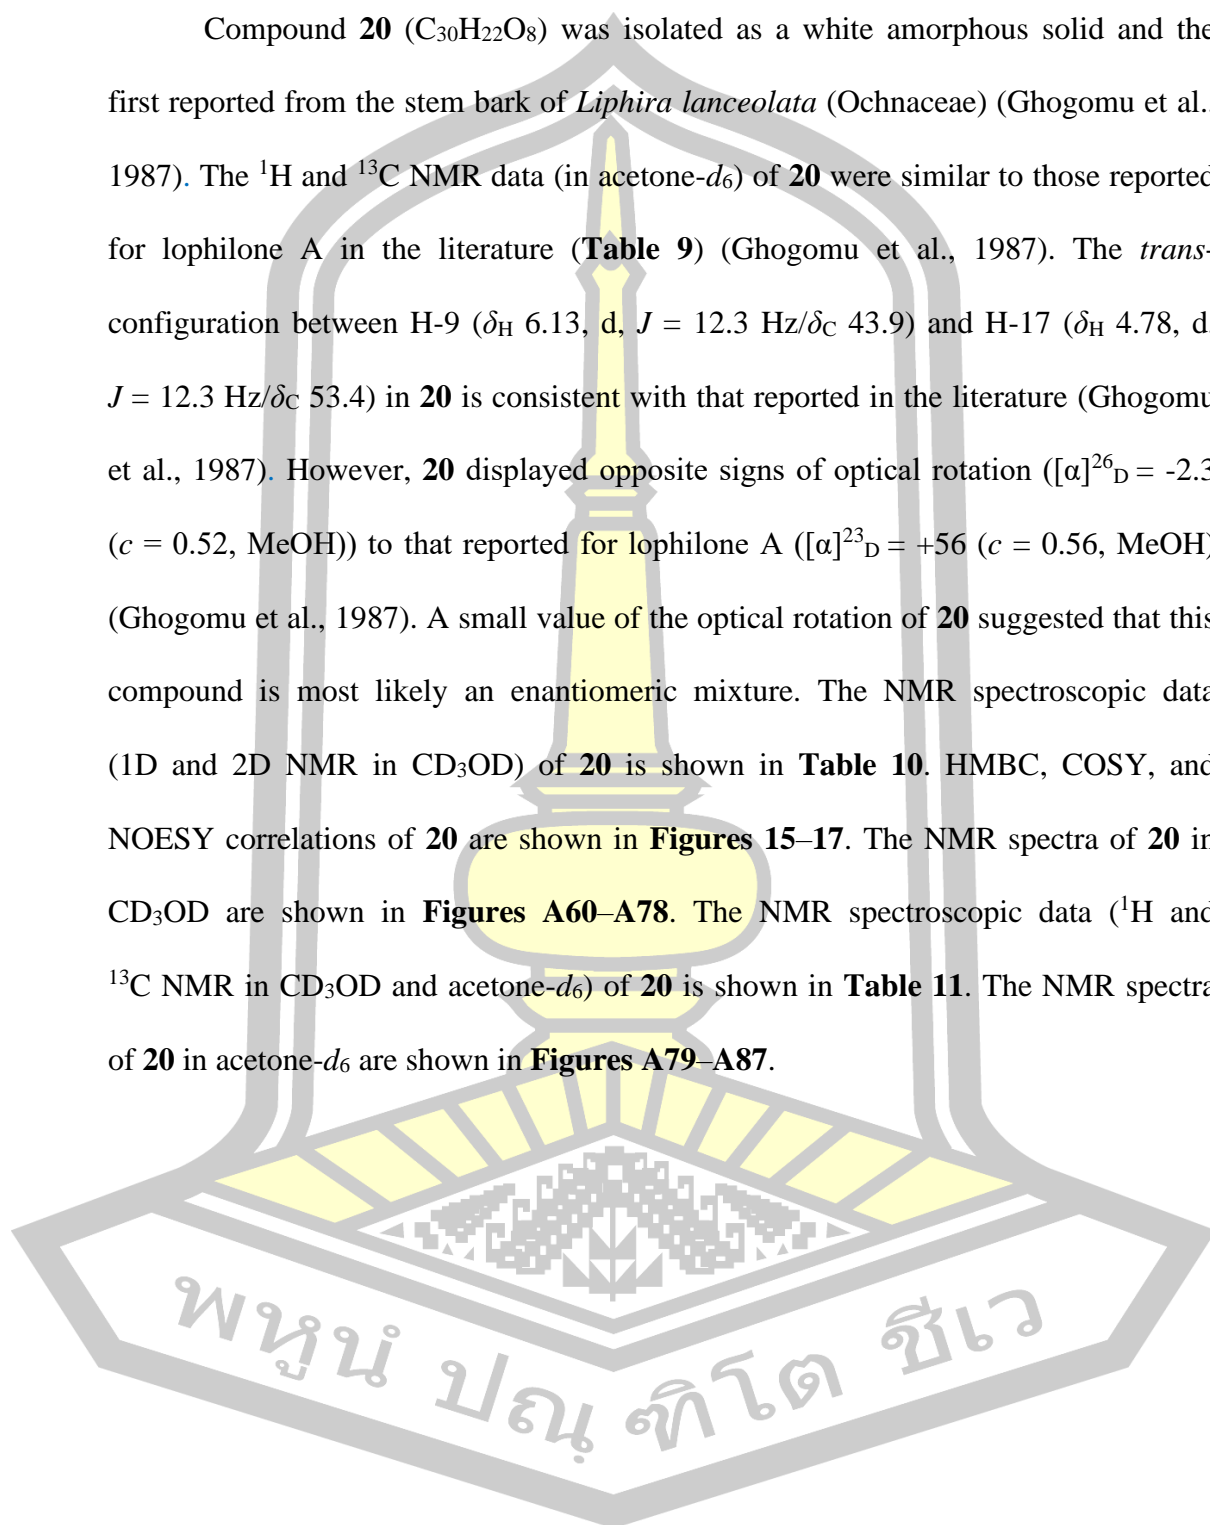 Compound 20 (C₃₀H₂₂O₈) was isolated as a white amorphous solid and the
first reported from the stem bark of Liphira lanceolata (Ochnaceae) (Ghogomu et al.,
1987). The ¹H and ¹³C NMR data (in acetone-d₆) of 20 were similar to those reported
for lophilone A in the literature (Table 9) (Ghogomu et al., 1987). The trans-
configuration between H-9 (δH 6.13, d, J = 12.3 Hz/δC 43.9) and H-17 (δH 4.78, d,
J = 12.3 Hz/δC 53.4) in 20 is consistent with that reported in the literature (Ghogomu
et al., 1987). However, 20 displayed opposite signs of optical rotation ([α]²⁶D = -2.3
(c = 0.52, MeOH)) to that reported for lophilone A ([α]²³D = +56 (c = 0.56, MeOH)
(Ghogomu et al., 1987). A small value of the optical rotation of 20 suggested that this
compound is most likely an enantiomeric mixture. The NMR spectroscopic data
(1D and 2D NMR in CD₃OD) of 20 is shown in Table 10. HMBC, COSY, and
NOESY correlations of 20 are shown in Figures 15–17. The NMR spectra of 20 in
CD₃OD are shown in Figures A60–A78. The NMR spectroscopic data (¹H and
¹³C NMR in CD₃OD and acetone-d₆) of 20 is shown in Table 11. The NMR spectra
of 20 in acetone-d₆ are shown in Figures A79–A87.
พหูนํ ปณฺฑิโต ชีเว